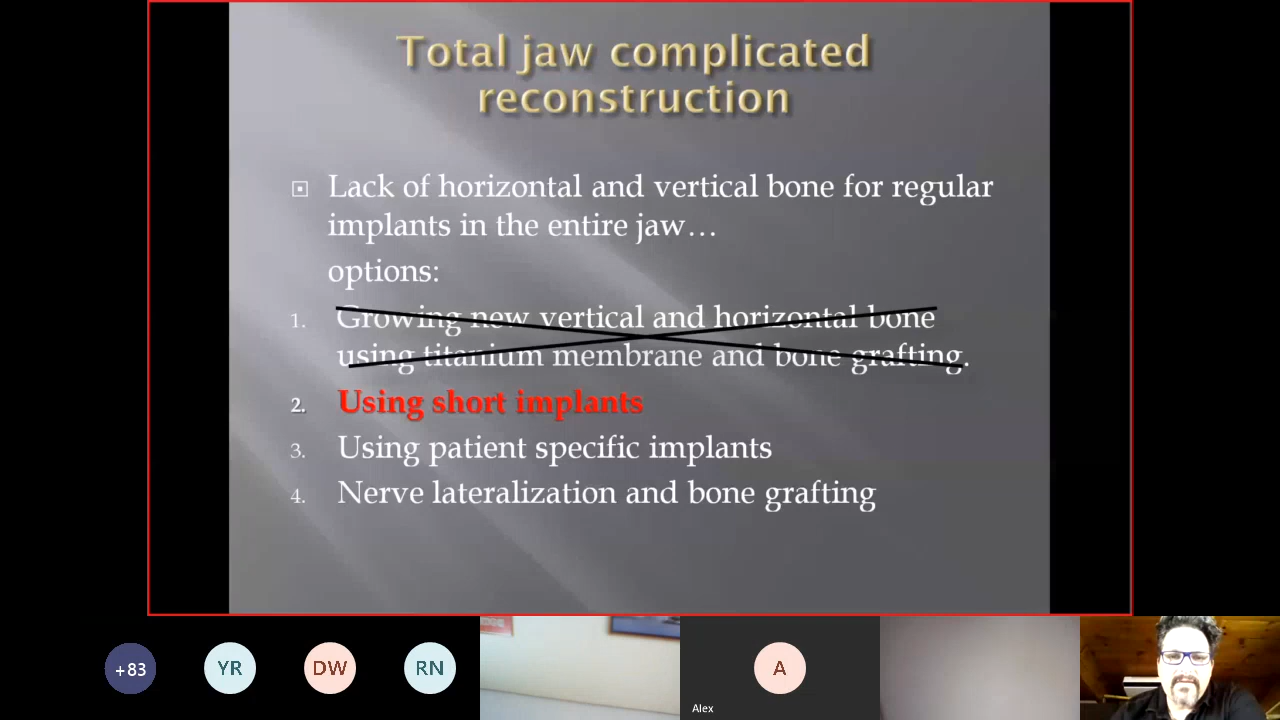 Total jaw complicated
reconstruction
Lack of horizontal and vertical bone for regular
implants in the entire jaw…
options:
1. Growing new vertical and horizontal bone
using titanium membrane and bone grafting.
2. Using short implants
3. Using patient specific implants
4. Nerve lateralization and bone grafting
+83
YR
DW
RN
A
Alex